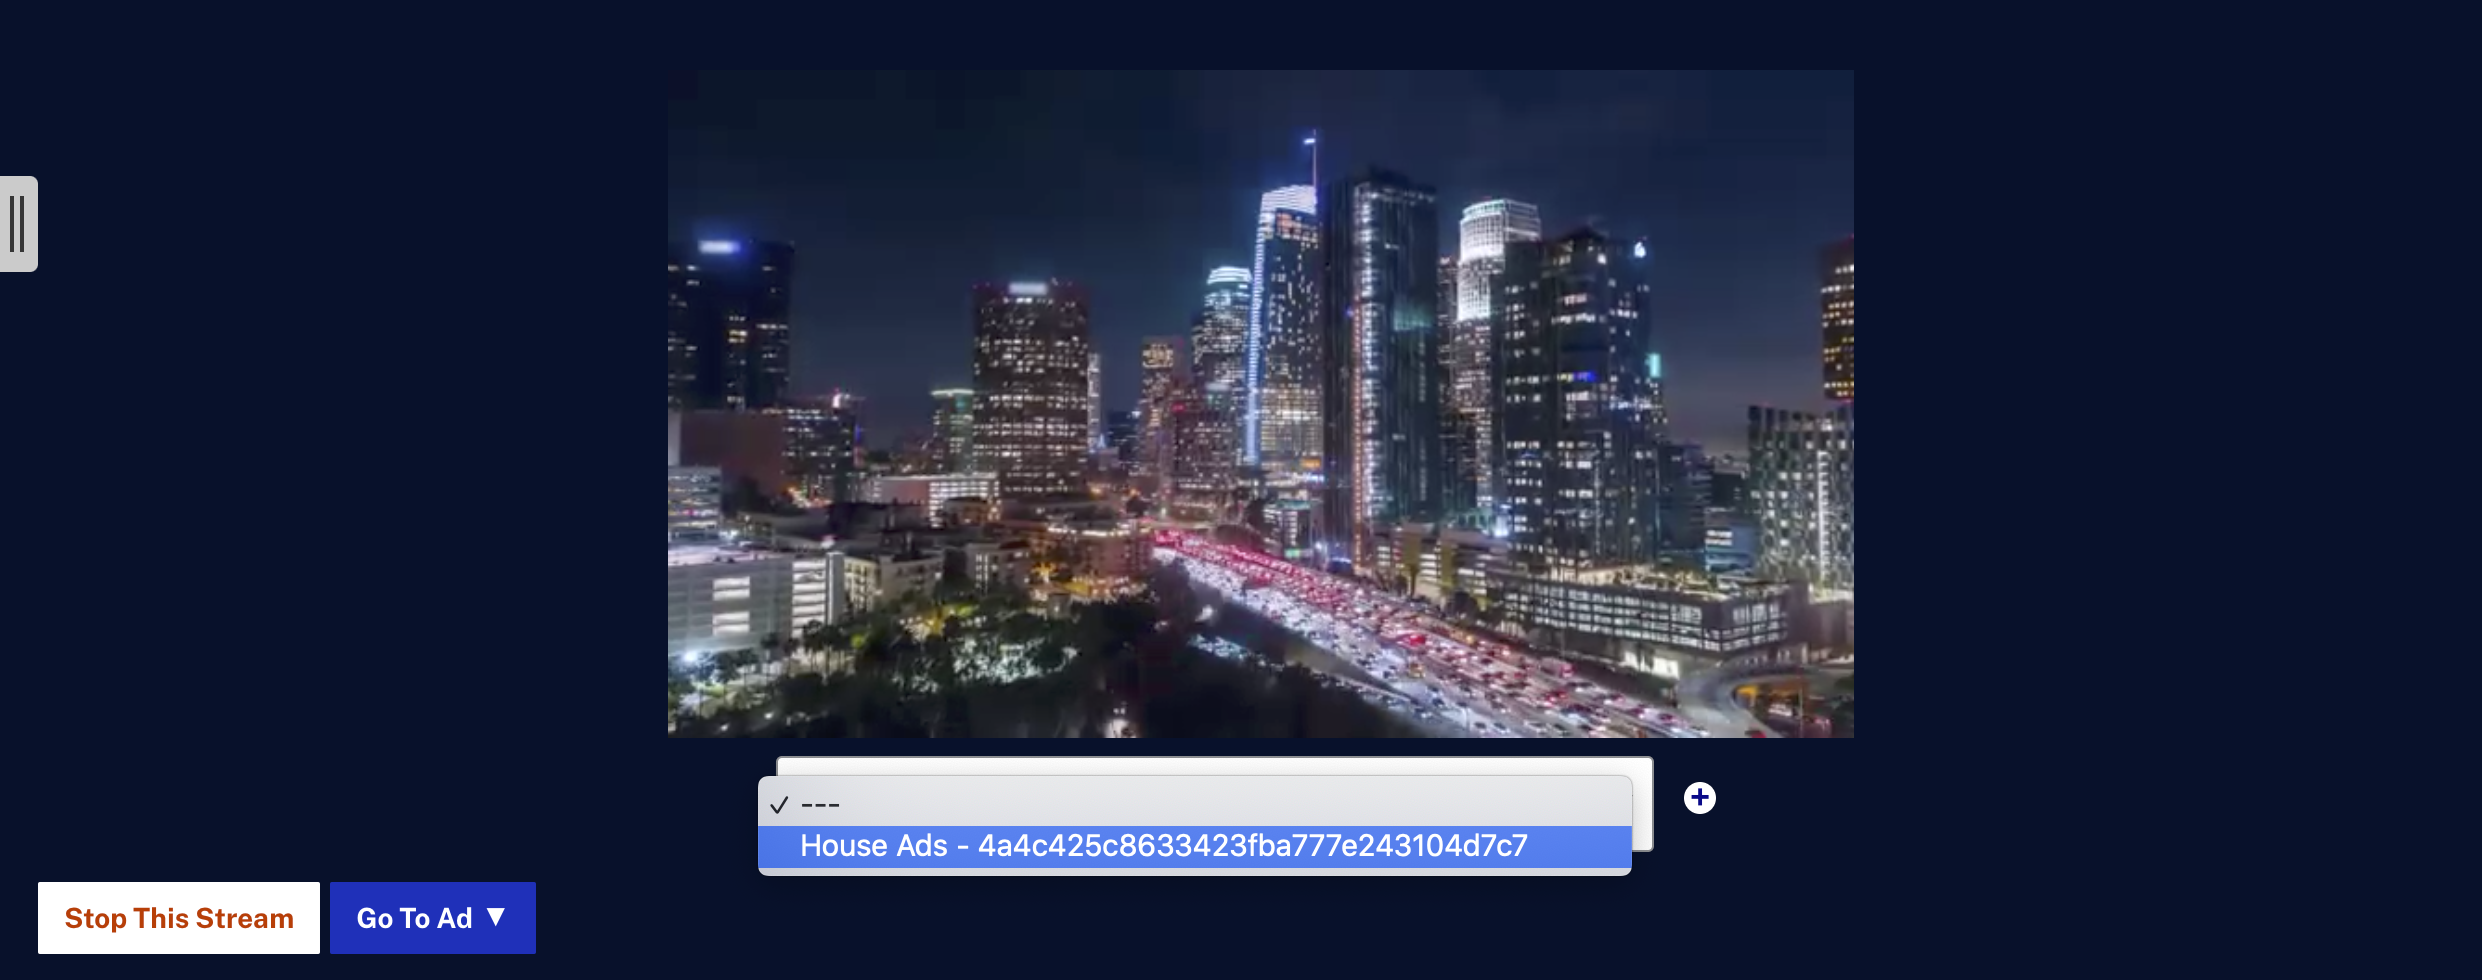 ---
House Ads - 4a4c425c8633423fba777e243104d7c7
Stop This Stream
Go To Ad ▼